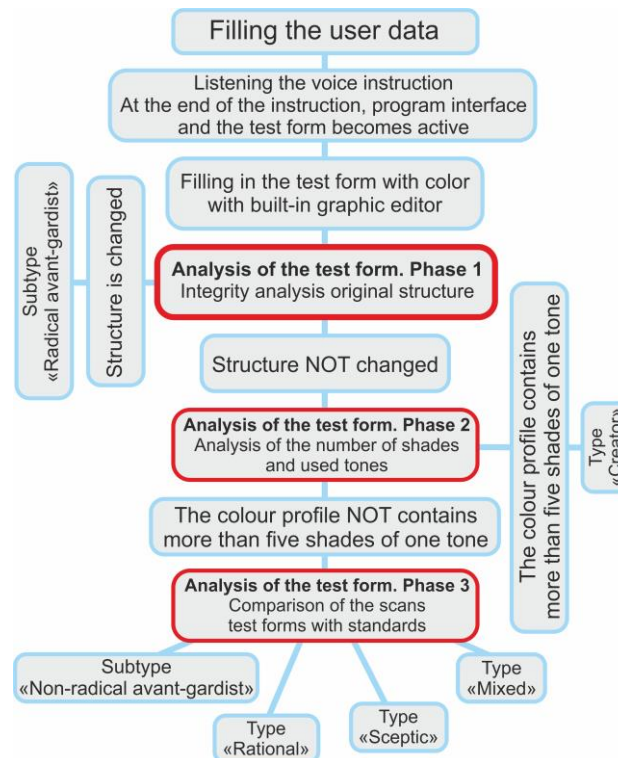 Filling the user data
Listening the voice instruction
At the end of the instruction, program interface
and the test form becomes active
Filling in the test form with color
with built-in graphic editor
Analysis of the test form. Phase 1
Integrity analysis original structure
Structure is changed
Subtype
«Radical avant-gardist»
Structure NOT changed
Analysis of the test form. Phase 2
Analysis of the number of shades
and used tones
The colour profile contains
more than five shades of one tone
Type
«Creator»
The colour profile NOT contains
more than five shades of one tone
Analysis of the test form. Phase 3
Comparison of the scans
test forms with standards
Subtype
«Non-radical avant-gardist»
Type
«Rational»
Type
«Sceptic»
Type
«Mixed»